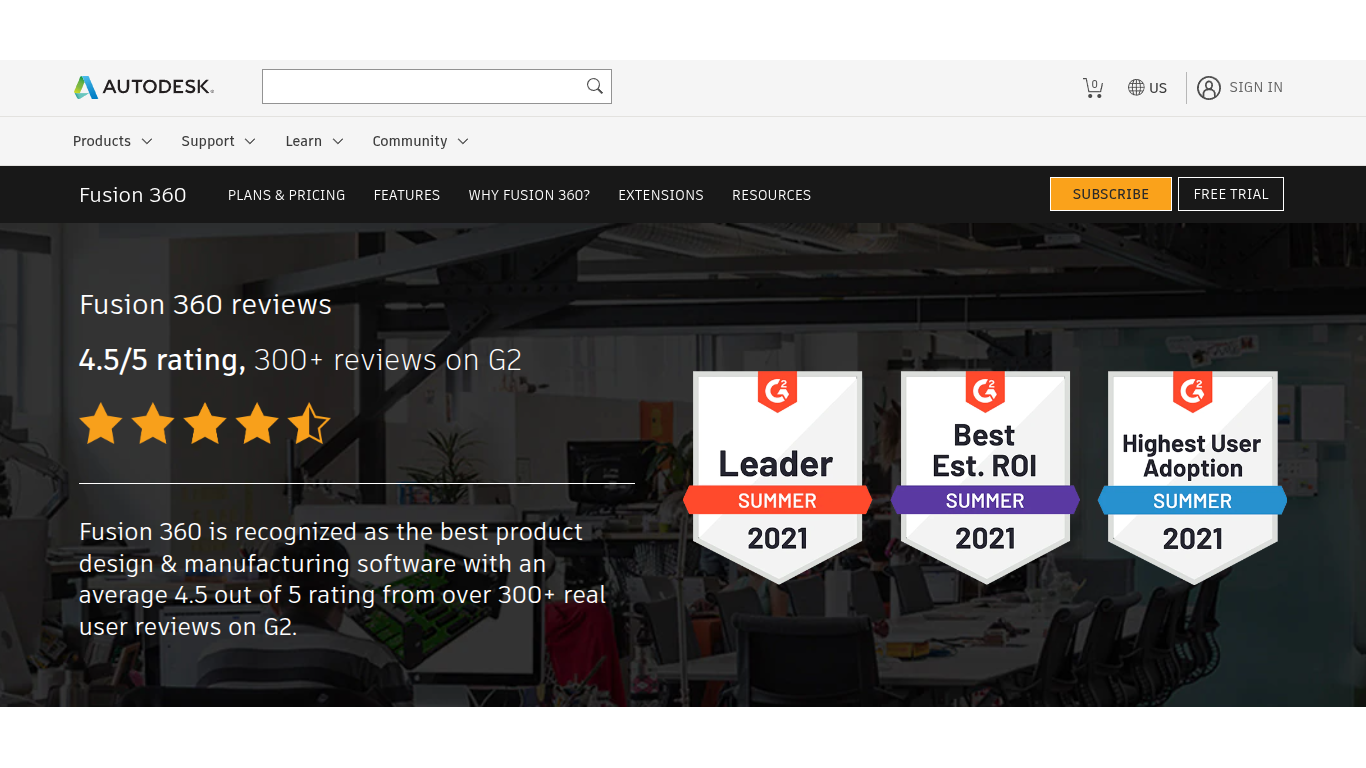 AUTODESK
0
US
SIGN IN
Products
Support
Learn
Community
Fusion 360
PLANS & PRICING
FEATURES
WHY FUSION 360?
EXTENSIONS
RESOURCES
SUBSCRIBE
FREE TRIAL
Fusion 360 reviews
4.5/5 rating, 300+ reviews on G2
Fusion 360 is recognized as the best product
design & manufacturing software with an
average 4.5 out of 5 rating from over 300+ real
user reviews on G2.
G2
Leader
SUMMER
2021
G2
Best
Est. ROI
SUMMER
2021
G2
Highest User
Adoption
SUMMER
2021